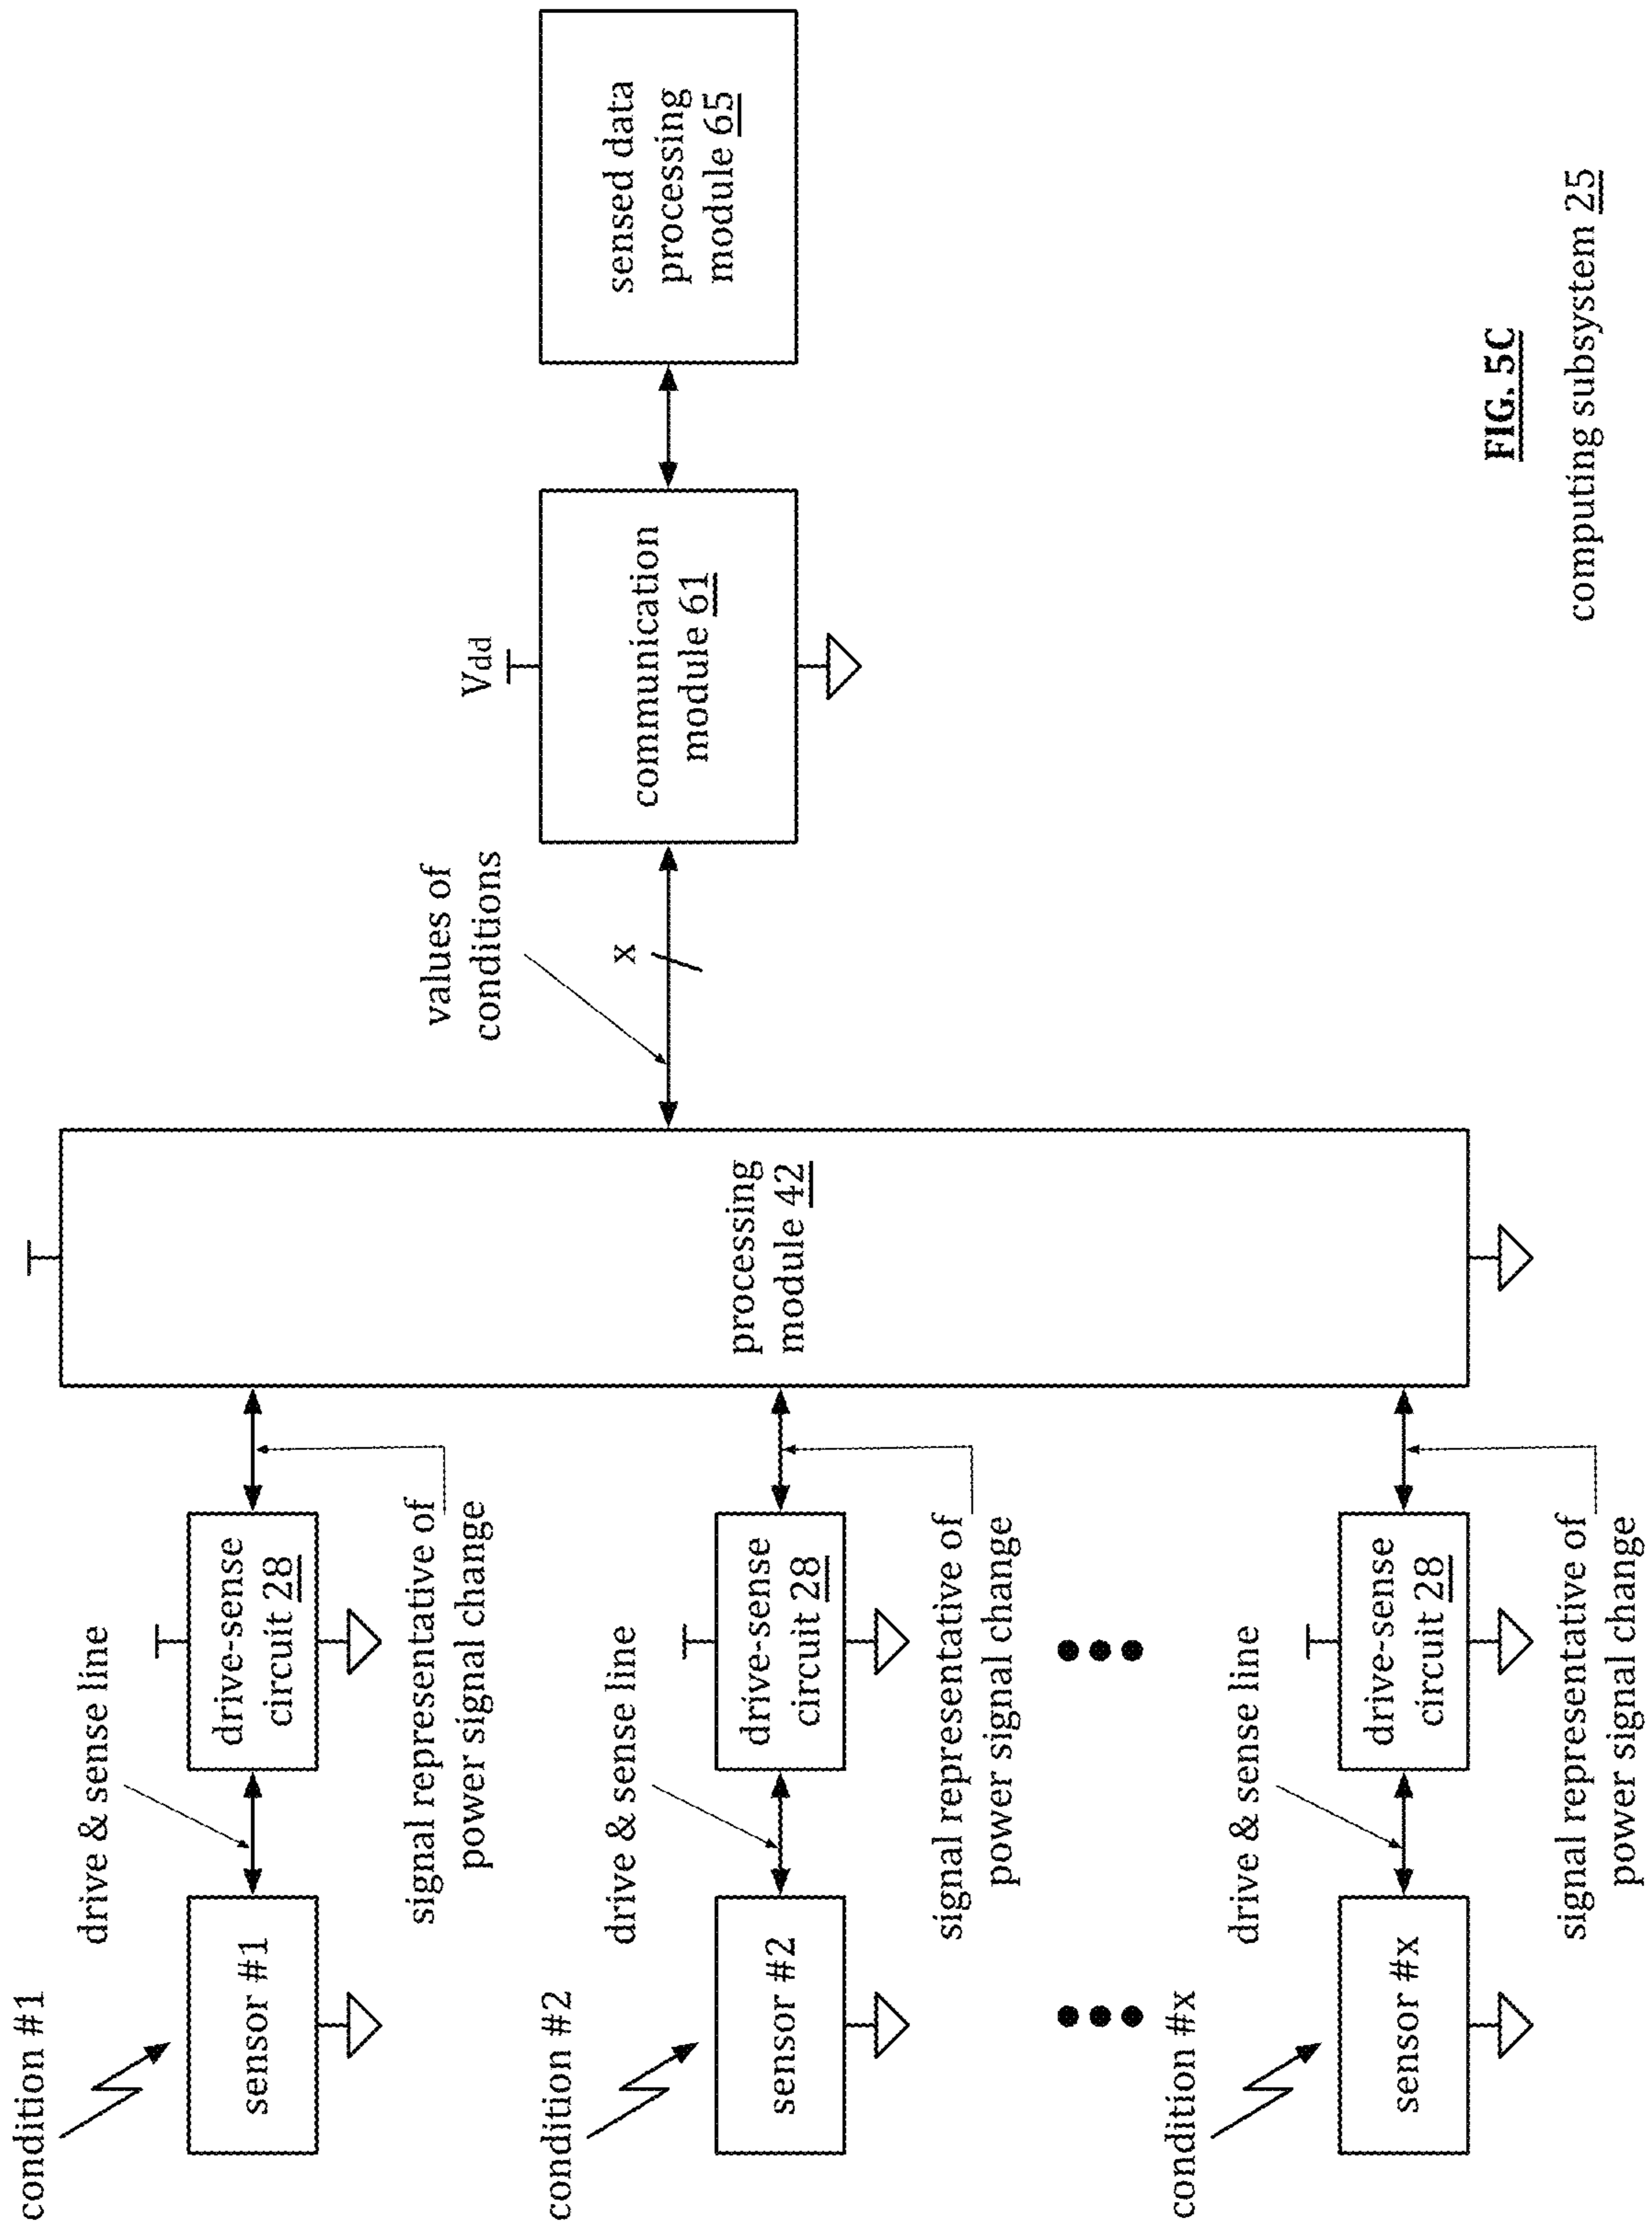 condition #1
sensor #1
drive & sense line
drive-sense
circuit 28
signal representative of
power signal change
condition #2
sensor #2
drive & sense line
drive-sense
circuit 28
signal representative of
power signal change
condition #x
sensor #x
drive & sense line
drive-sense
circuit 28
signal representative of
power signal change
processing
module 42
values of
conditions
x
Vdd
communication
module 61
sensed data
processing
module 65
FIG. 5C
computing subsystem 25